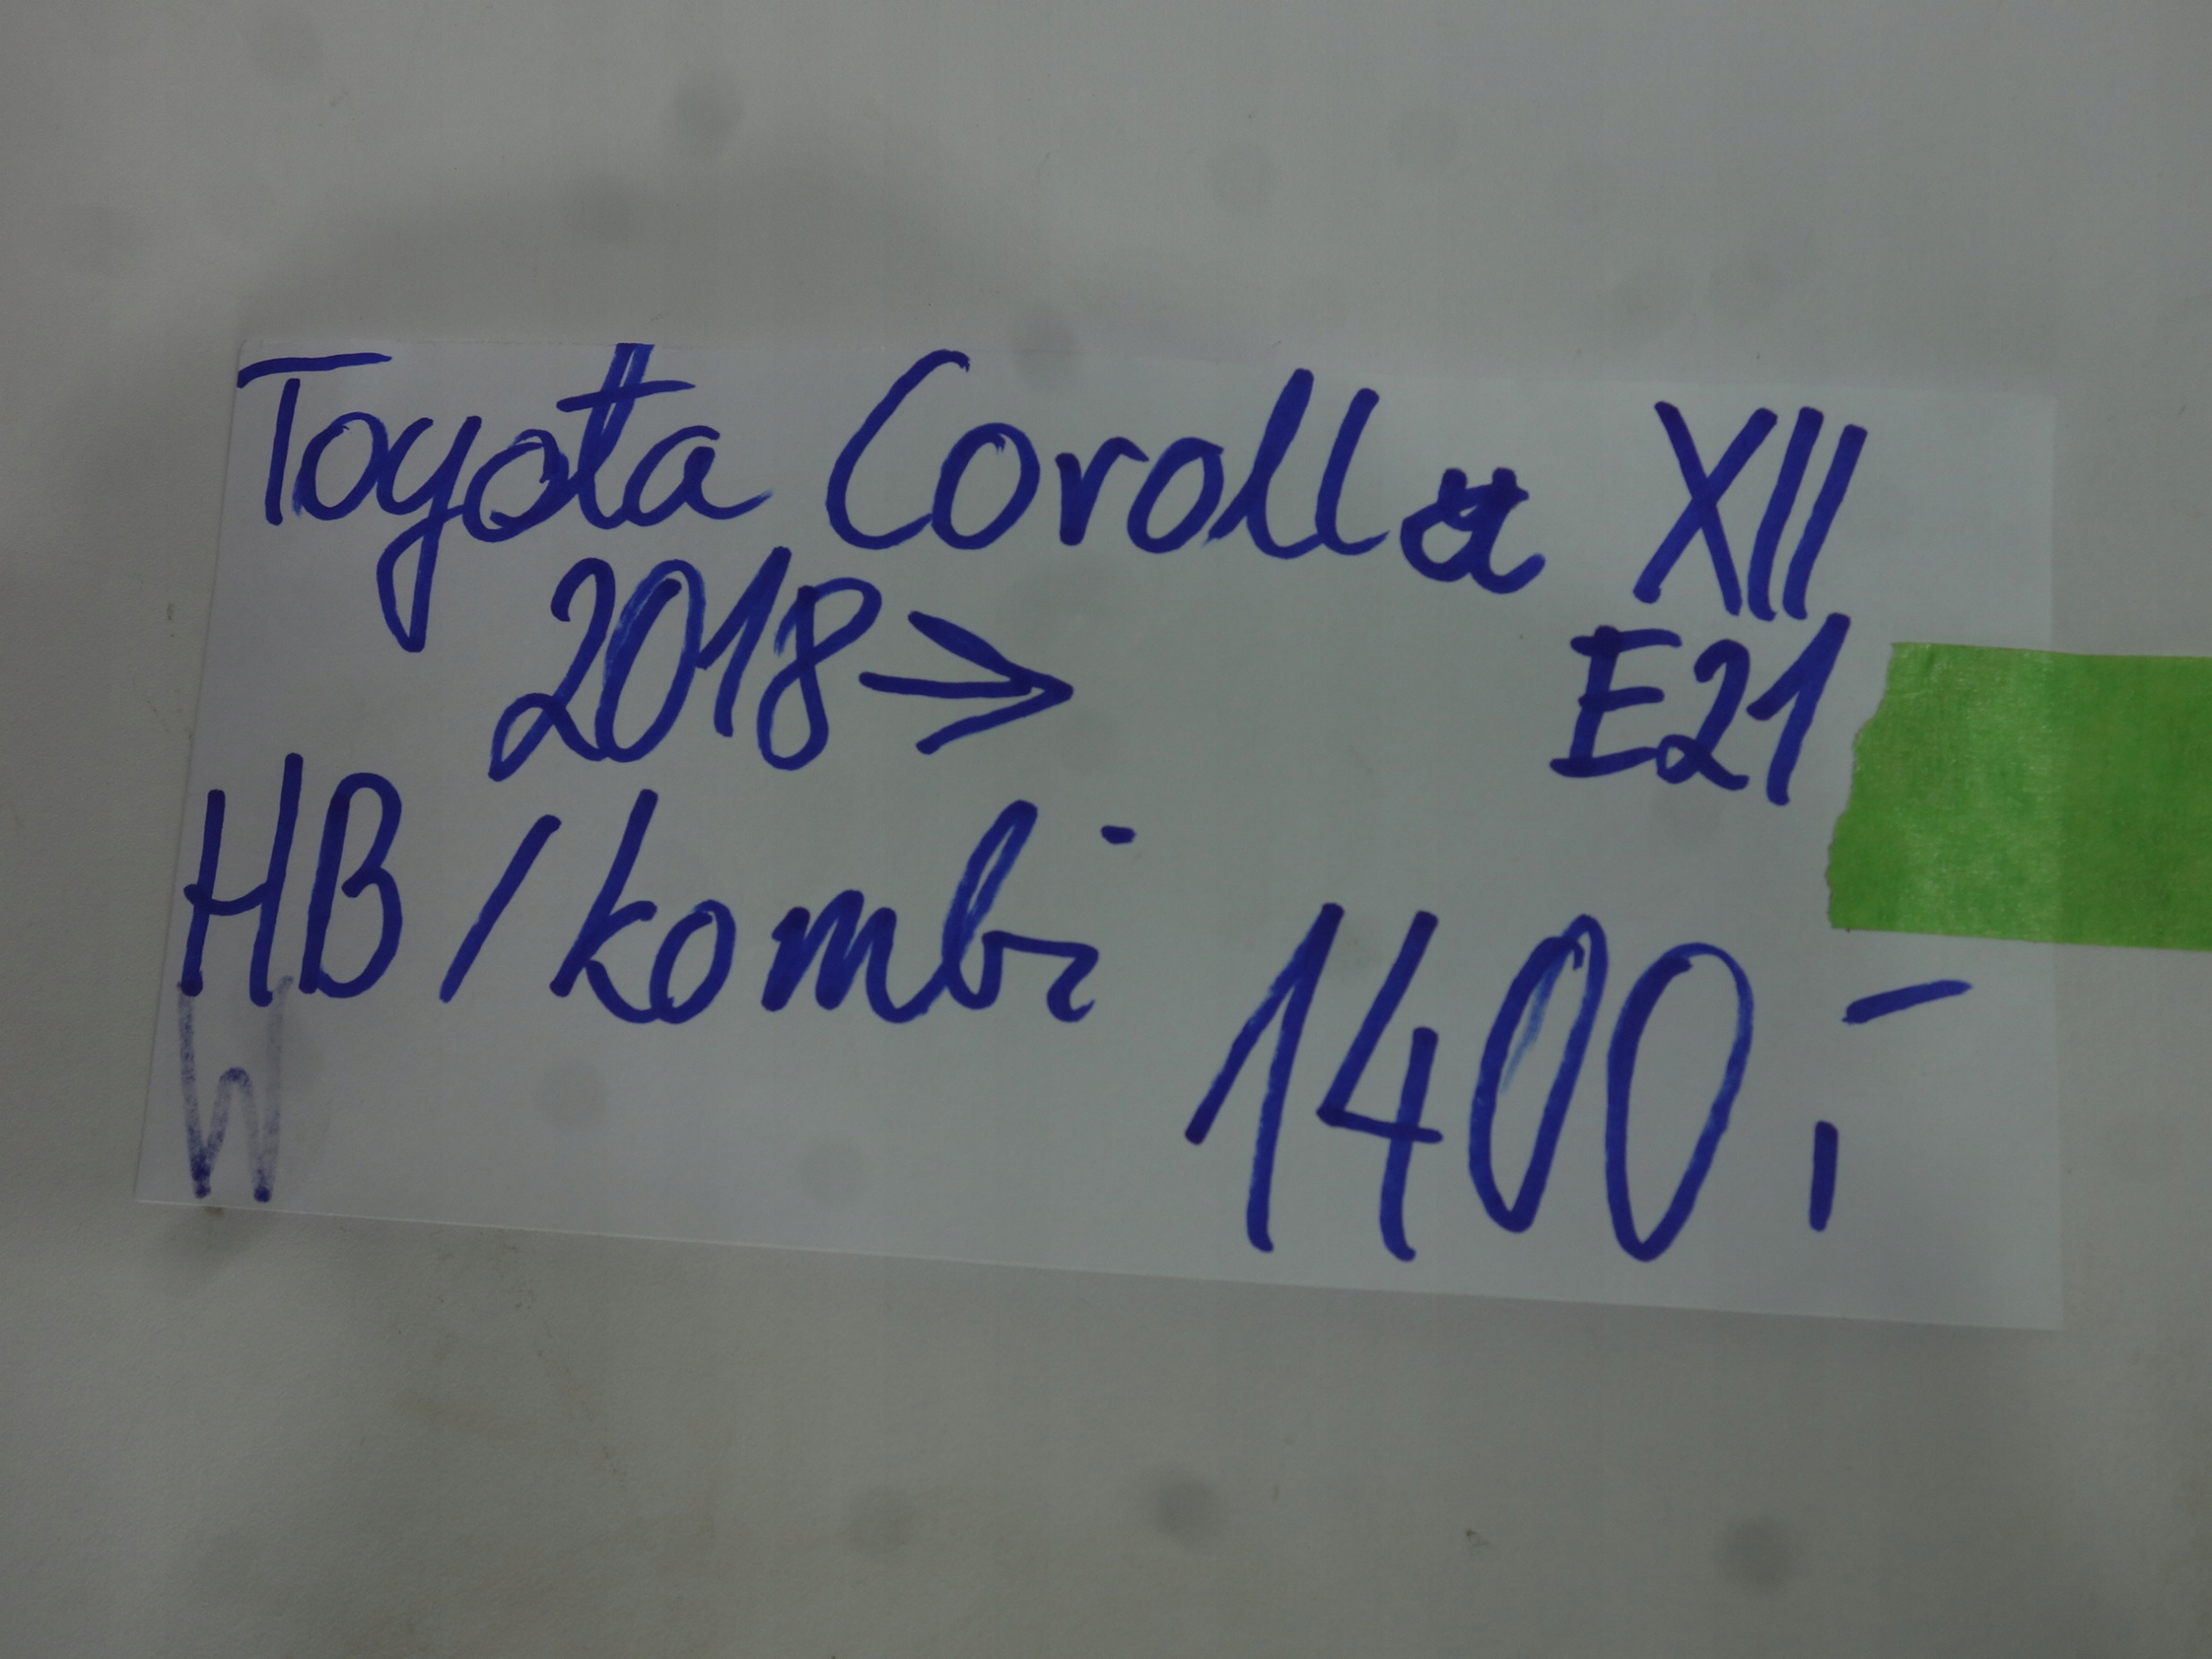 Toyota Corolla XII
2018→ E21
HB/kombi
1400,-
W